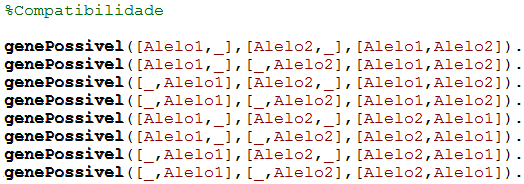 %Compatibilidade
genePossivel([Alelo1,_],[Alelo2,_],[Alelo1,Alelo2]).
genePossivel([Alelo1,_],[_,Alelo2],[Alelo1,Alelo2]).
genePossivel([_,Alelo1],[Alelo2,_],[Alelo1,Alelo2]).
genePossivel([_,Alelo1],[_,Alelo2],[Alelo1,Alelo2]).
genePossivel([Alelo1,_],[Alelo2,_],[Alelo2,Alelo1]).
genePossivel([Alelo1,_],[_,Alelo2],[Alelo2,Alelo1]).
genePossivel([_,Alelo1],[Alelo2,_],[Alelo2,Alelo1]).
genePossivel([_,Alelo1],[_,Alelo2],[Alelo2,Alelo1]).